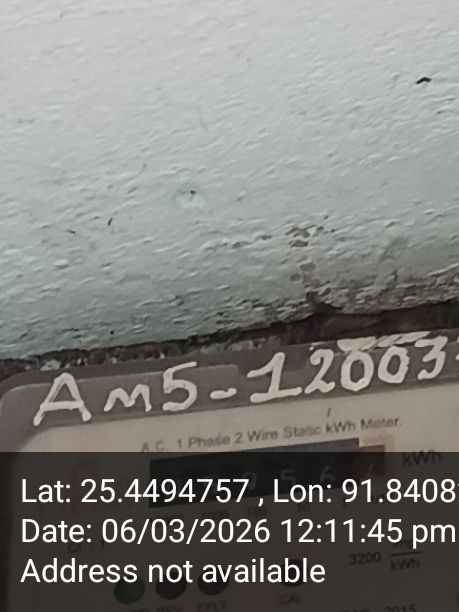 Am5-12003
A.C. 1 Phase 2 Wire Static kWh Meter.
kWh
Lat: 25.4494757 , Lon: 91.8408
Date: 06/03/2026 12:11:45 pm
3200 kWh
Address not available
CAL